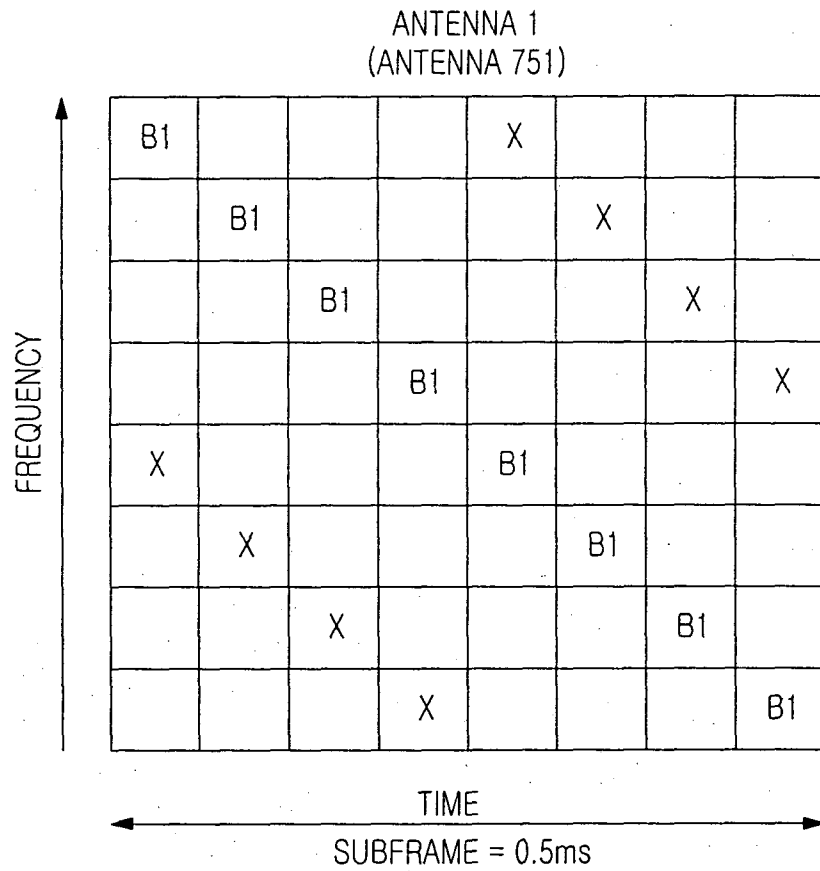 ANTENNA 1
(ANTENNA 751)
B1 X
B1 X
B1 X
B1 X
X B1
X B1
X B1
X B1
FREQUENCY
TIME
SUBFRAME = 0.5ms